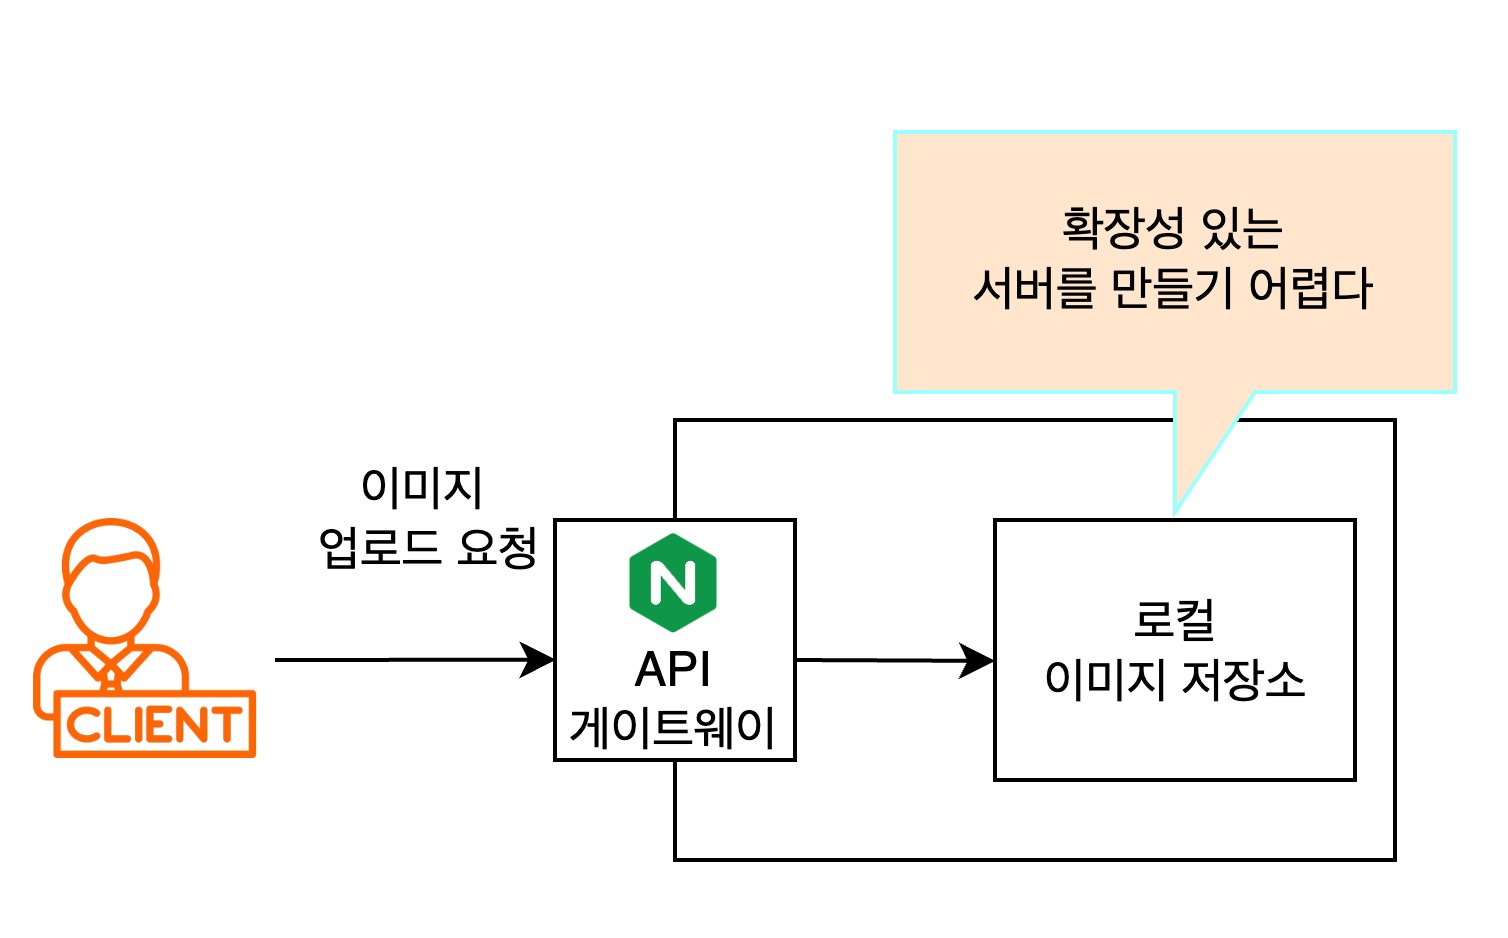 확장성 있는
서버를 만들기 어렵다
이미지
업로드 요청
CLIENT
N
API
게이트웨이
로컬
이미지 저장소